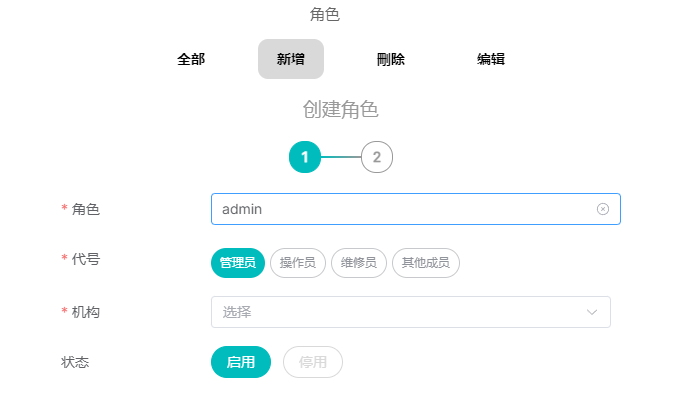 角色
全部 新增 刪除 编辑
创建角色
1 2
* 角色 admin
* 代号 管理员 操作员 维修员 其他成员
* 机构 选择
状态 启用 停用